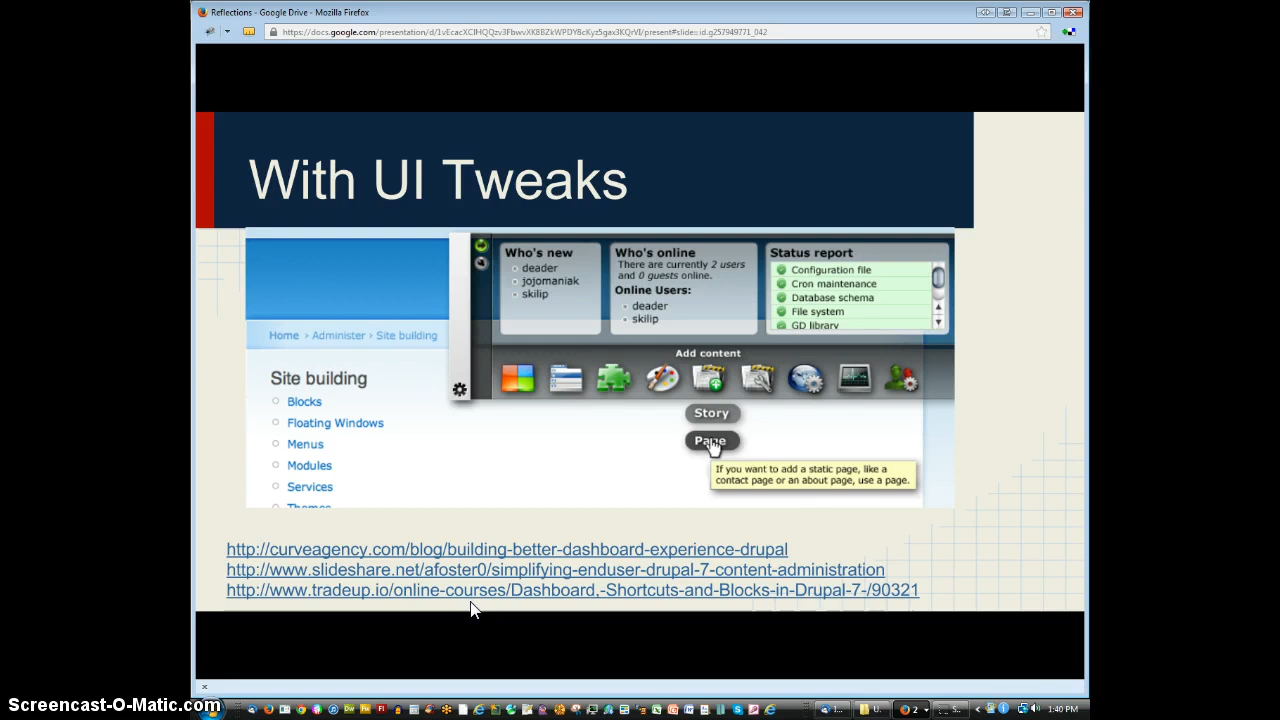 Reflections - Google Drive - Mozilla Firefox
With UI Tweaks
Who's new
deader
jojomaniak
skilip
Who's online
There are currently 2 users
and 0 guests online.
Online Users:
deader
skilip
Status report
Configuration file
Cron maintenance
Database schema
File system
GD library
Home › Administer › Site building
Add content
Site building
Blocks
Floating Windows
Menus
Modules
Services
Themes
Story
Page
If you want to add a static page, like a
contact page or an about page, use a page.
http://curveagency.com/blog/building-better-dashboard-experience-drupal
http://www.slideshare.net/afoster0/simplifying-enduser-drupal-7-content-administration
http://www.tradeup.io/online-courses/Dashboard,-Shortcuts-and-Blocks-in-Drupal-7-/90321
Screencast-O-Matic.com
1:40 PM